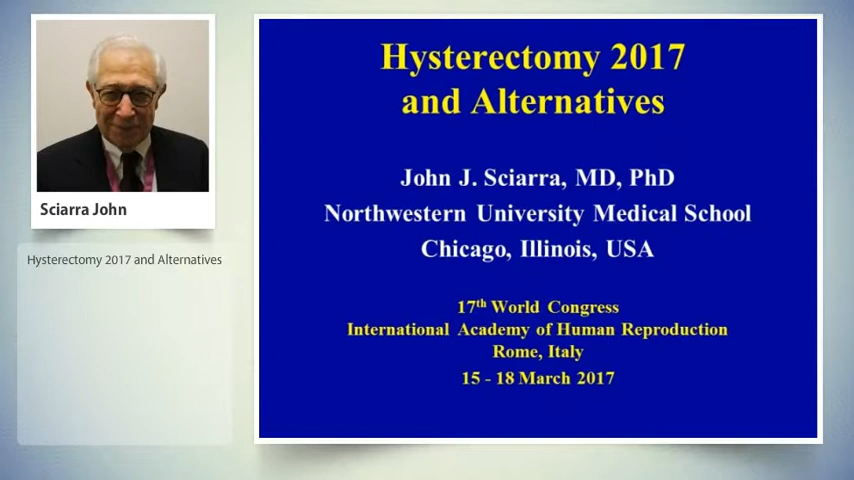 Sciarra John
Hysterectomy 2017 and Alternatives
Hysterectomy 2017
and Alternatives
John J. Sciarra, MD, PhD
Northwestern University Medical School
Chicago, Illinois, USA
17th World Congress
International Academy of Human Reproduction
Rome, Italy
15 - 18 March 2017